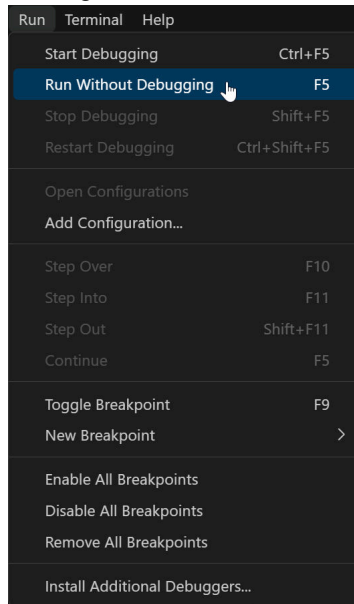 Run Terminal Help
Start Debugging Ctrl+F5
Run Without Debugging F5
Stop Debugging Shift+F5
Restart Debugging Ctrl+Shift+F5
Open Configurations
Add Configuration...
Step Over F10
Step Into F11
Step Out Shift+F11
Continue F5
Toggle Breakpoint F9
New Breakpoint
Enable All Breakpoints
Disable All Breakpoints
Remove All Breakpoints
Install Additional Debuggers...